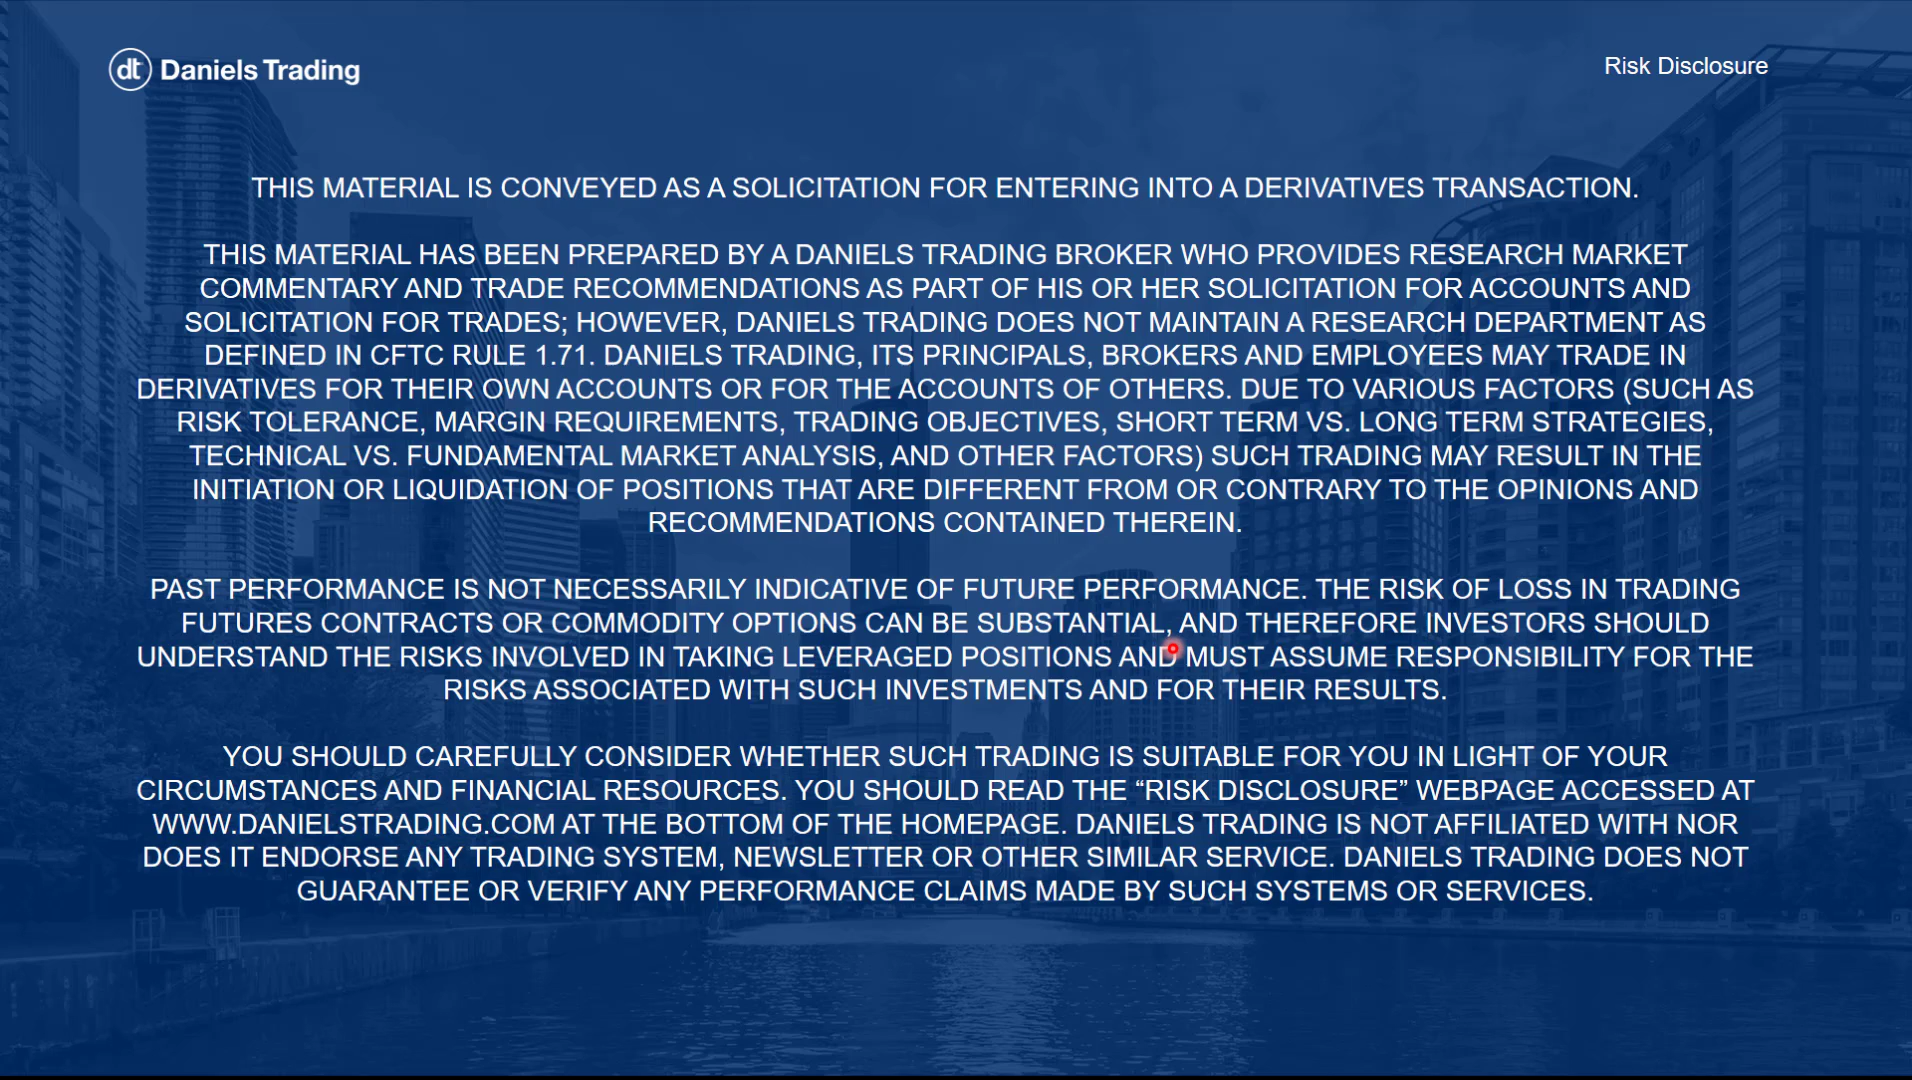 dt Daniels Trading
Risk Disclosure
THIS MATERIAL IS CONVEYED AS A SOLICITATION FOR ENTERING INTO A DERIVATIVES TRANSACTION.
THIS MATERIAL HAS BEEN PREPARED BY A DANIELS TRADING BROKER WHO PROVIDES RESEARCH MARKET
COMMENTARY AND TRADE RECOMMENDATIONS AS PART OF HIS OR HER SOLICITATION FOR ACCOUNTS AND
SOLICITATION FOR TRADES; HOWEVER, DANIELS TRADING DOES NOT MAINTAIN A RESEARCH DEPARTMENT AS
DEFINED IN CFTC RULE 1.71. DANIELS TRADING, ITS PRINCIPALS, BROKERS AND EMPLOYEES MAY TRADE IN
DERIVATIVES FOR THEIR OWN ACCOUNTS OR FOR THE ACCOUNTS OF OTHERS. DUE TO VARIOUS FACTORS (SUCH AS
RISK TOLERANCE, MARGIN REQUIREMENTS, TRADING OBJECTIVES, SHORT TERM VS. LONG TERM STRATEGIES,
TECHNICAL VS. FUNDAMENTAL MARKET ANALYSIS, AND OTHER FACTORS) SUCH TRADING MAY RESULT IN THE
INITIATION OR LIQUIDATION OF POSITIONS THAT ARE DIFFERENT FROM OR CONTRARY TO THE OPINIONS AND
RECOMMENDATIONS CONTAINED THEREIN.
PAST PERFORMANCE IS NOT NECESSARILY INDICATIVE OF FUTURE PERFORMANCE. THE RISK OF LOSS IN TRADING
FUTURES CONTRACTS OR COMMODITY OPTIONS CAN BE SUBSTANTIAL, AND THEREFORE INVESTORS SHOULD
UNDERSTAND THE RISKS INVOLVED IN TAKING LEVERAGED POSITIONS AND MUST ASSUME RESPONSIBILITY FOR THE
RISKS ASSOCIATED WITH SUCH INVESTMENTS AND FOR THEIR RESULTS.
YOU SHOULD CAREFULLY CONSIDER WHETHER SUCH TRADING IS SUITABLE FOR YOU IN LIGHT OF YOUR
CIRCUMSTANCES AND FINANCIAL RESOURCES. YOU SHOULD READ THE “RISK DISCLOSURE” WEBPAGE ACCESSED AT
WWW.DANIELSTRADING.COM AT THE BOTTOM OF THE HOMEPAGE. DANIELS TRADING IS NOT AFFILIATED WITH NOR
DOES IT ENDORSE ANY TRADING SYSTEM, NEWSLETTER OR OTHER SIMILAR SERVICE. DANIELS TRADING DOES NOT
GUARANTEE OR VERIFY ANY PERFORMANCE CLAIMS MADE BY SUCH SYSTEMS OR SERVICES.